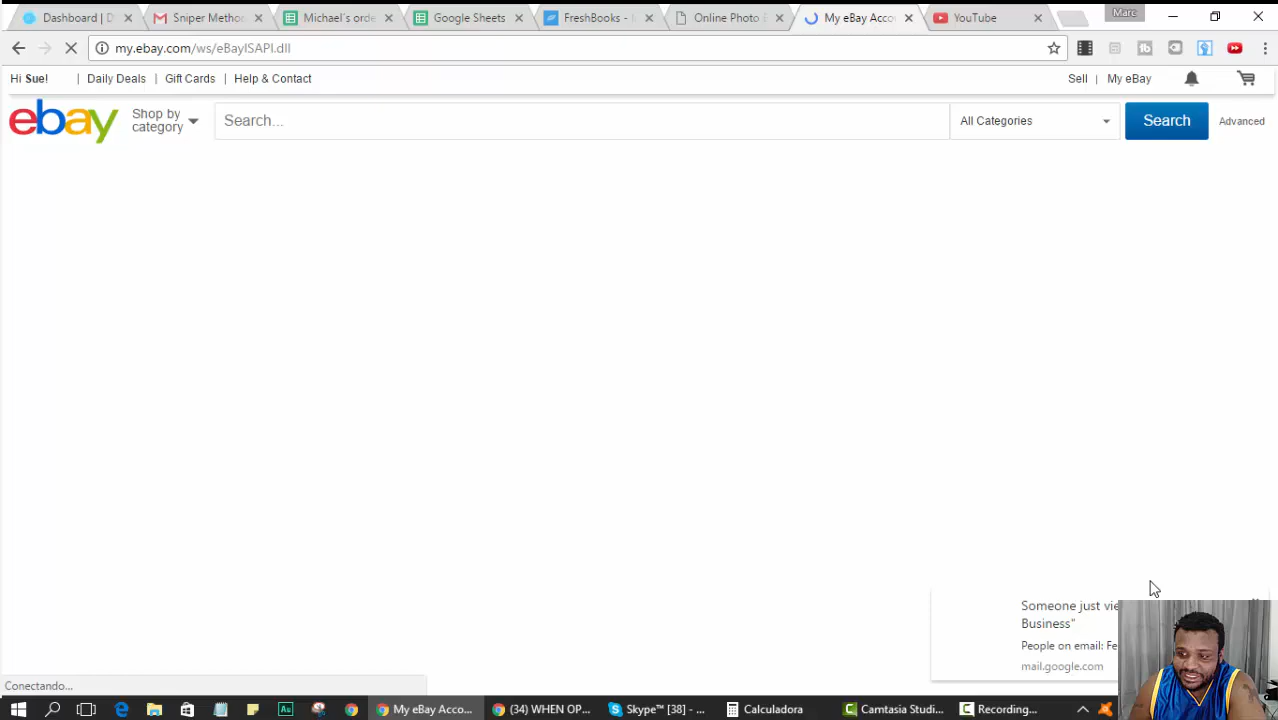 Dashboard | D
Sniper Metho
Michael's orde
Google Sheets
FreshBooks - I
Online Photo E
My eBay Acco
YouTube
Marc
my.ebay.com/ws/eBayISAPI.dll
Hi Sue!
| Daily Deals | Gift Cards | Help & Contact
Sell | My eBay
ebay
Shop by
category
Search...
All Categories
Search
Advanced
Someone just vie
Business"
People on email: Fe
mail.google.com
Conectando...
My eBay Acco...
(34) WHEN OP...
Skype™ [38] - ...
Calculadora
Camtasia Studi...
Recording...